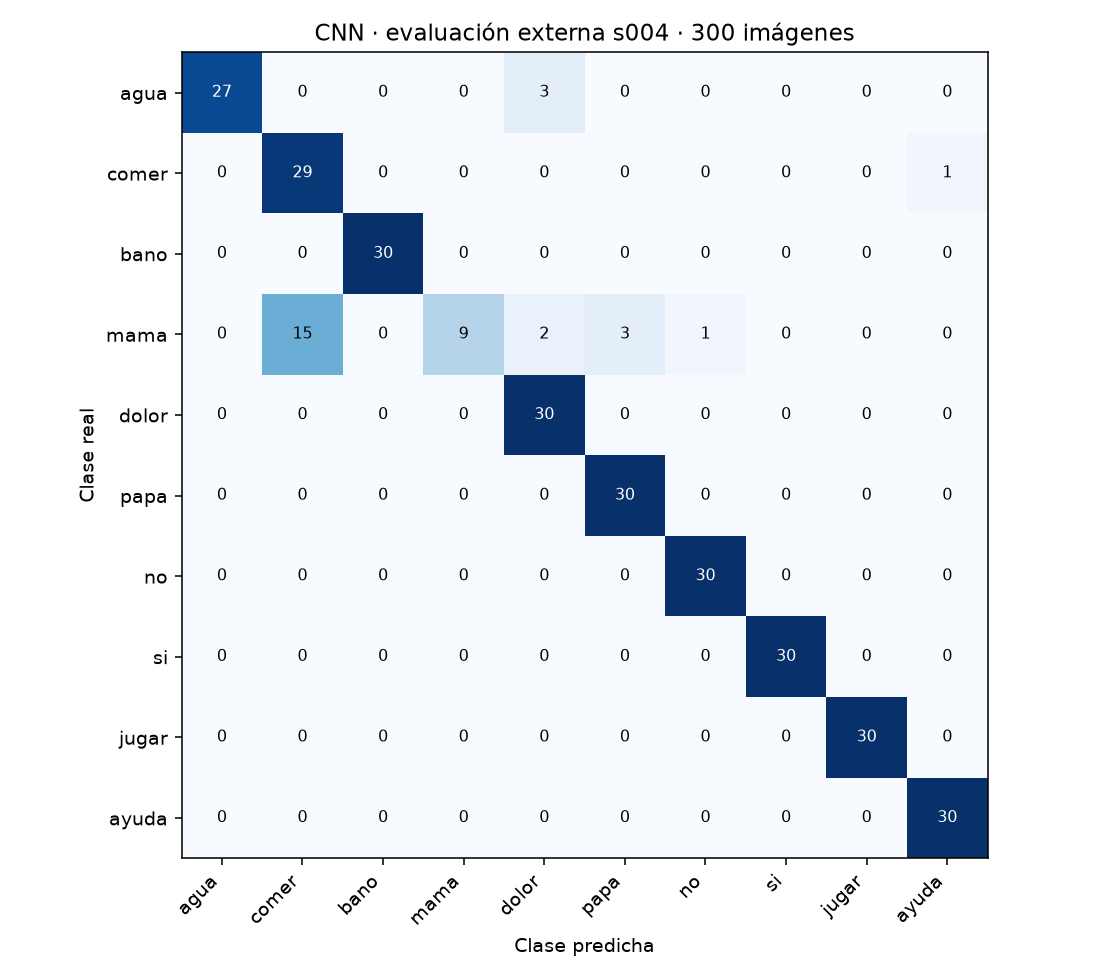 CNN · evaluación externa s004 · 300 imágenes
agua 27 0 0 0 3 0 0 0 0 0
comer 0 29 0 0 0 0 0 0 0 1
bano 0 0 30 0 0 0 0 0 0 0
mama 0 15 0 9 2 3 1 0 0 0
dolor 0 0 0 0 30 0 0 0 0 0
papa 0 0 0 0 0 30 0 0 0 0
no 0 0 0 0 0 0 30 0 0 0
si 0 0 0 0 0 0 0 30 0 0
jugar 0 0 0 0 0 0 0 0 30 0
ayuda 0 0 0 0 0 0 0 0 0 30
Clase real
agua comer bano mama dolor papa no si jugar ayuda
Clase predicha